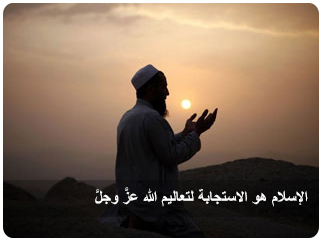 الإسلام هو الاستجابة لتعاليم الله عزَّ وجلَّ